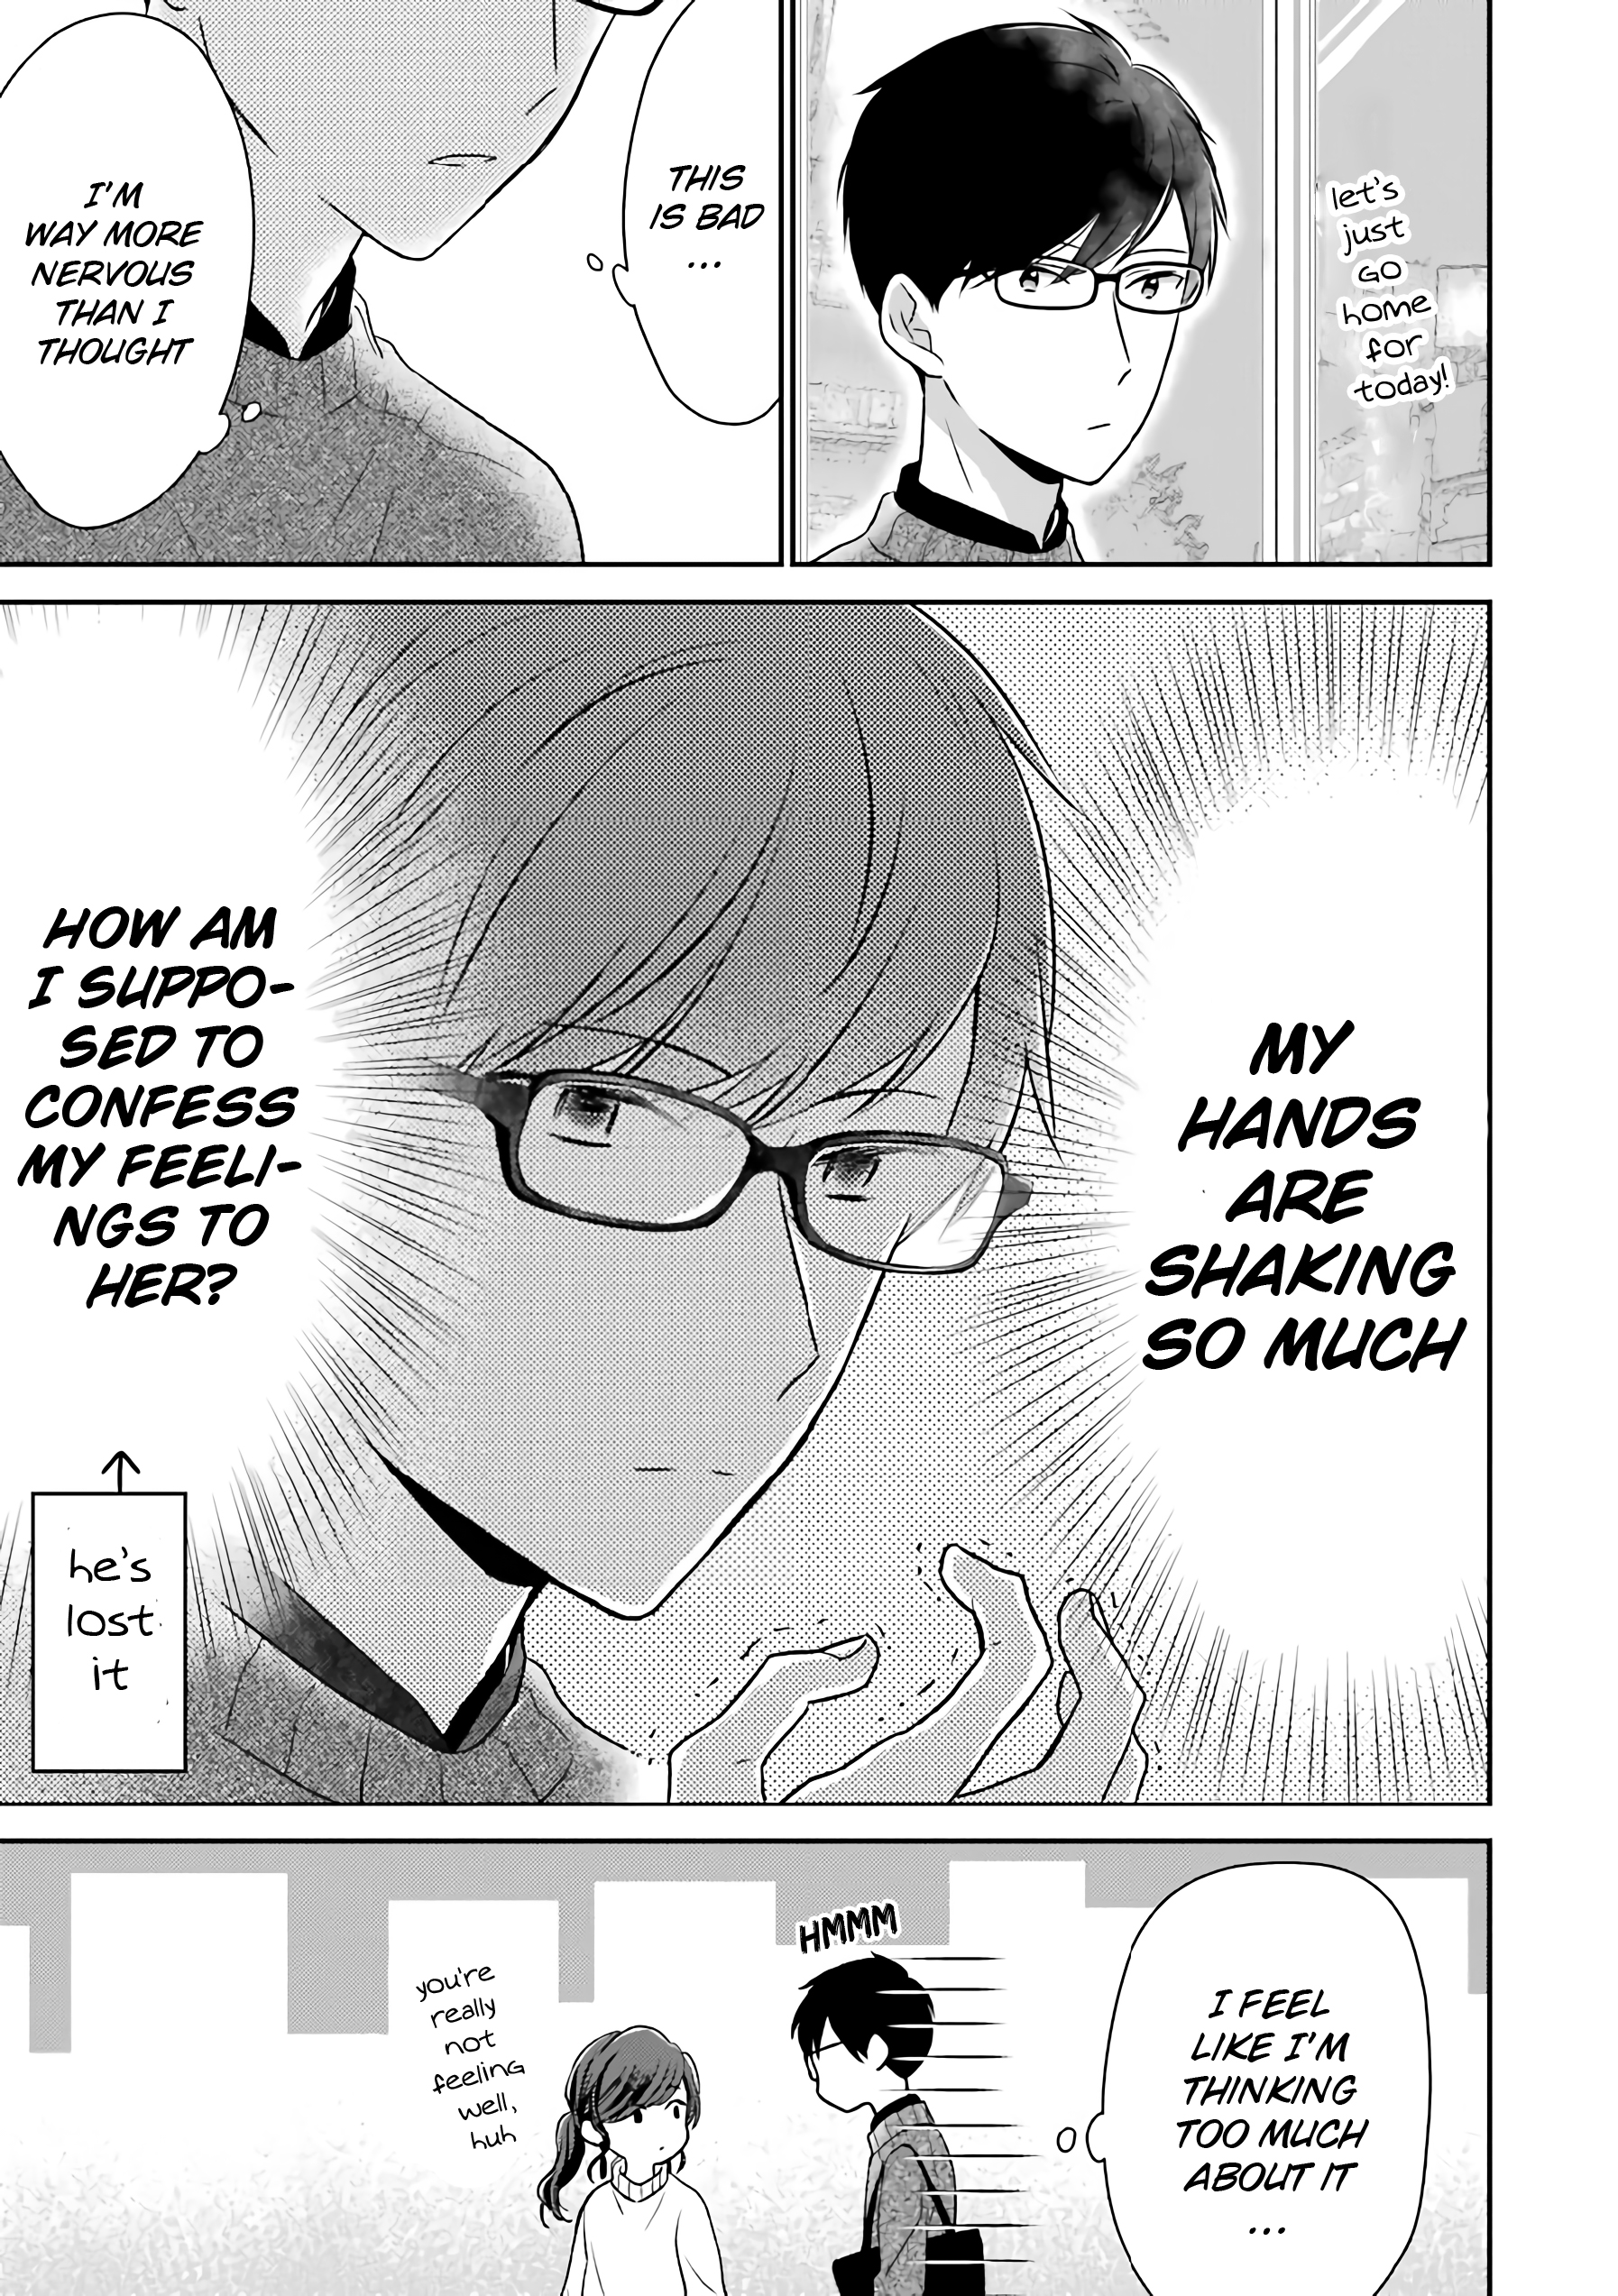 let's
just
GO
home
for
today!
THIS
IS BAD
...
I'M
WAY MORE
NERVOUS
THAN I
THOUGHT
MY
HANDS
ARE
SHAKING
SO MUCH
HOW AM
I SUPPO-
SED TO
CONFESS
MY FEELI-
NGS TO
HER?
he's
lost
it
I FEEL
LIKE I'M
THINKING
TOO MUCH
ABOUT IT
...
HMMM
you're
really
not
feeling
well,
huh